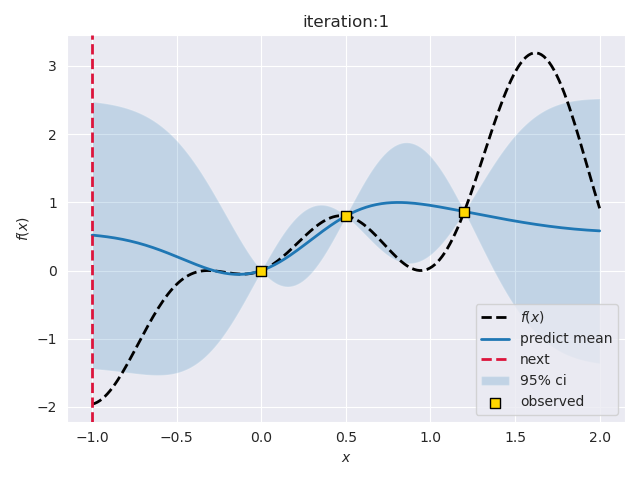 iteration:1
f(x)
3
2
1
0
−1
−2
−1.0 −0.5 0.0 0.5 1.0 1.5 2.0
x
f(x)
predict mean
next
95% ci
observed